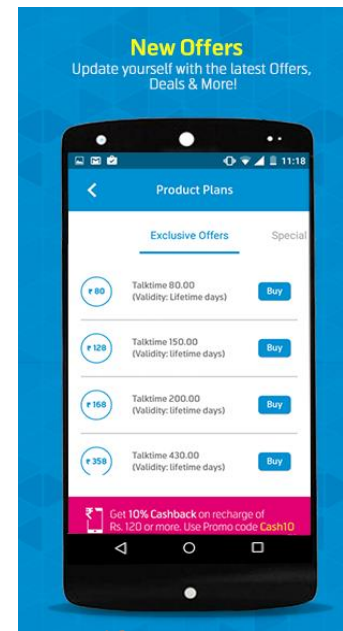 New Offers
Update yourself with the latest Offers,
Deals & More!
11:18
Product Plans
Exclusive Offers
Special
₹ 80
Talktime 80.00
(Validity: Lifetime days)
Buy
₹ 128
Talktime 150.00
(Validity: lifetime days)
Buy
₹ 168
Talktime 200.00
(Validity: lifetime days)
Buy
₹ 358
Talktime 430.00
(Validity: lifetime days)
Buy
₹
Get 10% Cashback on recharge of
Rs. 120 or more. Use Promo code Cash10